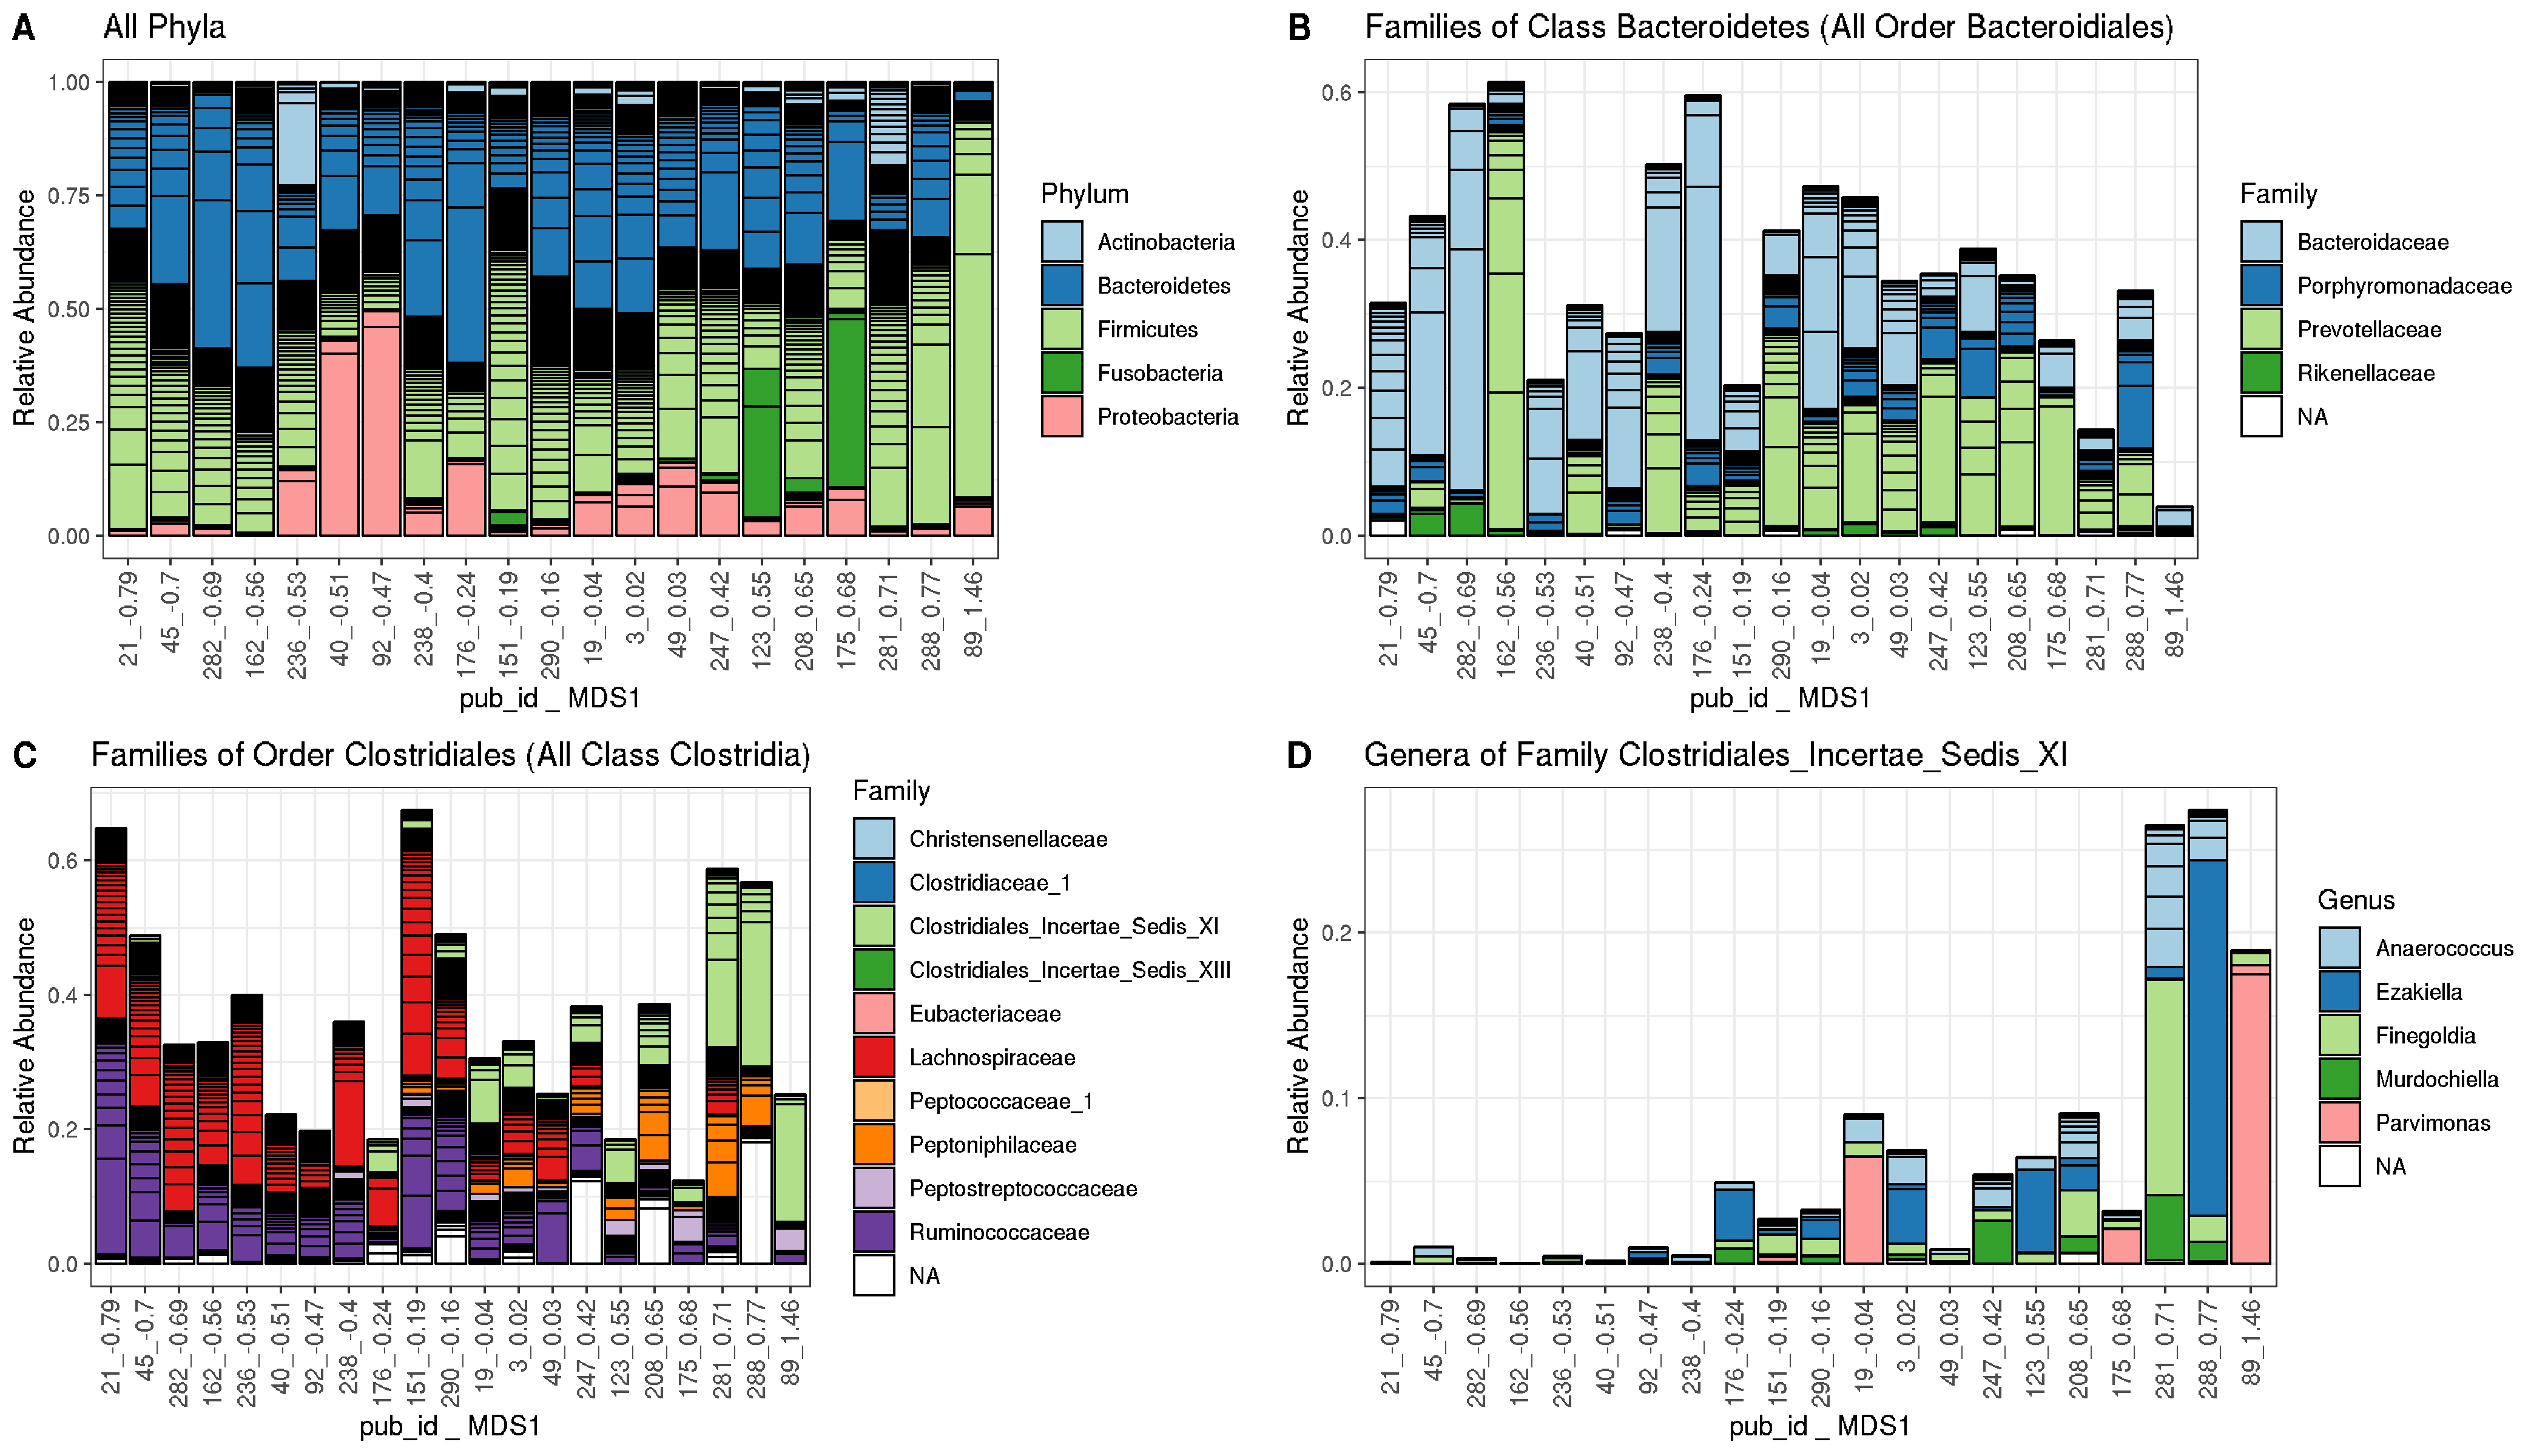 A All Phyla
1.00
0.75
0.50
0.25
0.00
Relative Abundance
21_-0.79
45_-0.7
282_-0.69
162_-0.56
236_-0.53
40_-0.51
92_-0.47
238_-0.4
176_-0.24
151_-0.19
290_-0.16
19_-0.04
3_0.02
49_0.03
247_0.42
123_0.55
208_0.65
175_0.68
281_0.71
288_0.77
89_1.46
pub_id _ MDS1
Phylum
Actinobacteria
Bacteroidetes
Firmicutes
Fusobacteria
Proteobacteria
B Families of Class Bacteroidetes (All Order Bacteroidiales)
0.6
0.4
0.2
0.0
Relative Abundance
21_-0.79
45_-0.7
282_-0.69
162_-0.56
236_-0.53
40_-0.51
92_-0.47
238_-0.4
176_-0.24
151_-0.19
290_-0.16
19_-0.04
3_0.02
49_0.03
247_0.42
123_0.55
208_0.65
175_0.68
281_0.71
288_0.77
89_1.46
pub_id _ MDS1
Family
Bacteroidaceae
Porphyromonadaceae
Prevotellaceae
Rikenellaceae
NA
C Families of Order Clostridiales (All Class Clostridia)
0.6
0.4
0.2
0.0
Relative Abundance
21_-0.79
45_-0.7
282_-0.69
162_-0.56
236_-0.53
40_-0.51
92_-0.47
238_-0.4
176_-0.24
151_-0.19
290_-0.16
19_-0.04
3_0.02
49_0.03
247_0.42
123_0.55
208_0.65
175_0.68
281_0.71
288_0.77
89_1.46
pub_id _ MDS1
Family
Christensenellaceae
Clostridiaceae_1
Clostridiales_Incertae_Sedis_XI
Clostridiales_Incertae_Sedis_XIII
Eubacteriaceae
Lachnospiraceae
Peptococcaceae_1
Peptoniphilaceae
Peptostreptococcaceae
Ruminococcaceae
NA
D Genera of Family Clostridiales_Incertae_Sedis_XI
0.2
0.1
0.0
Relative Abundance
21_-0.79
45_-0.7
282_-0.69
162_-0.56
236_-0.53
40_-0.51
92_-0.47
238_-0.4
176_-0.24
151_-0.19
290_-0.16
19_-0.04
3_0.02
49_0.03
247_0.42
123_0.55
208_0.65
175_0.68
281_0.71
288_0.77
89_1.46
pub_id _ MDS1
Genus
Anaerococcus
Ezakiella
Finegoldia
Murdochiella
Parvimonas
NA